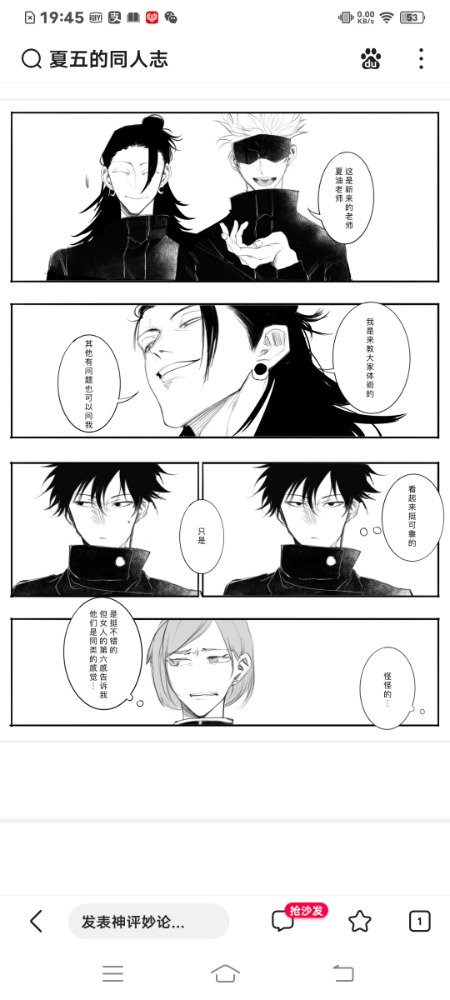 19:45
0.00
KB/s
53
夏五的同人志
du
这是新来的老师
夏油老师
我是来教大家体術的
其他有问题也可以问我
看起来挺可靠的
只是
怪怪的…
是挺不错的
但女人的第六感告诉我
他们是同类的感觉…
发表神评妙论...
抢沙发
1